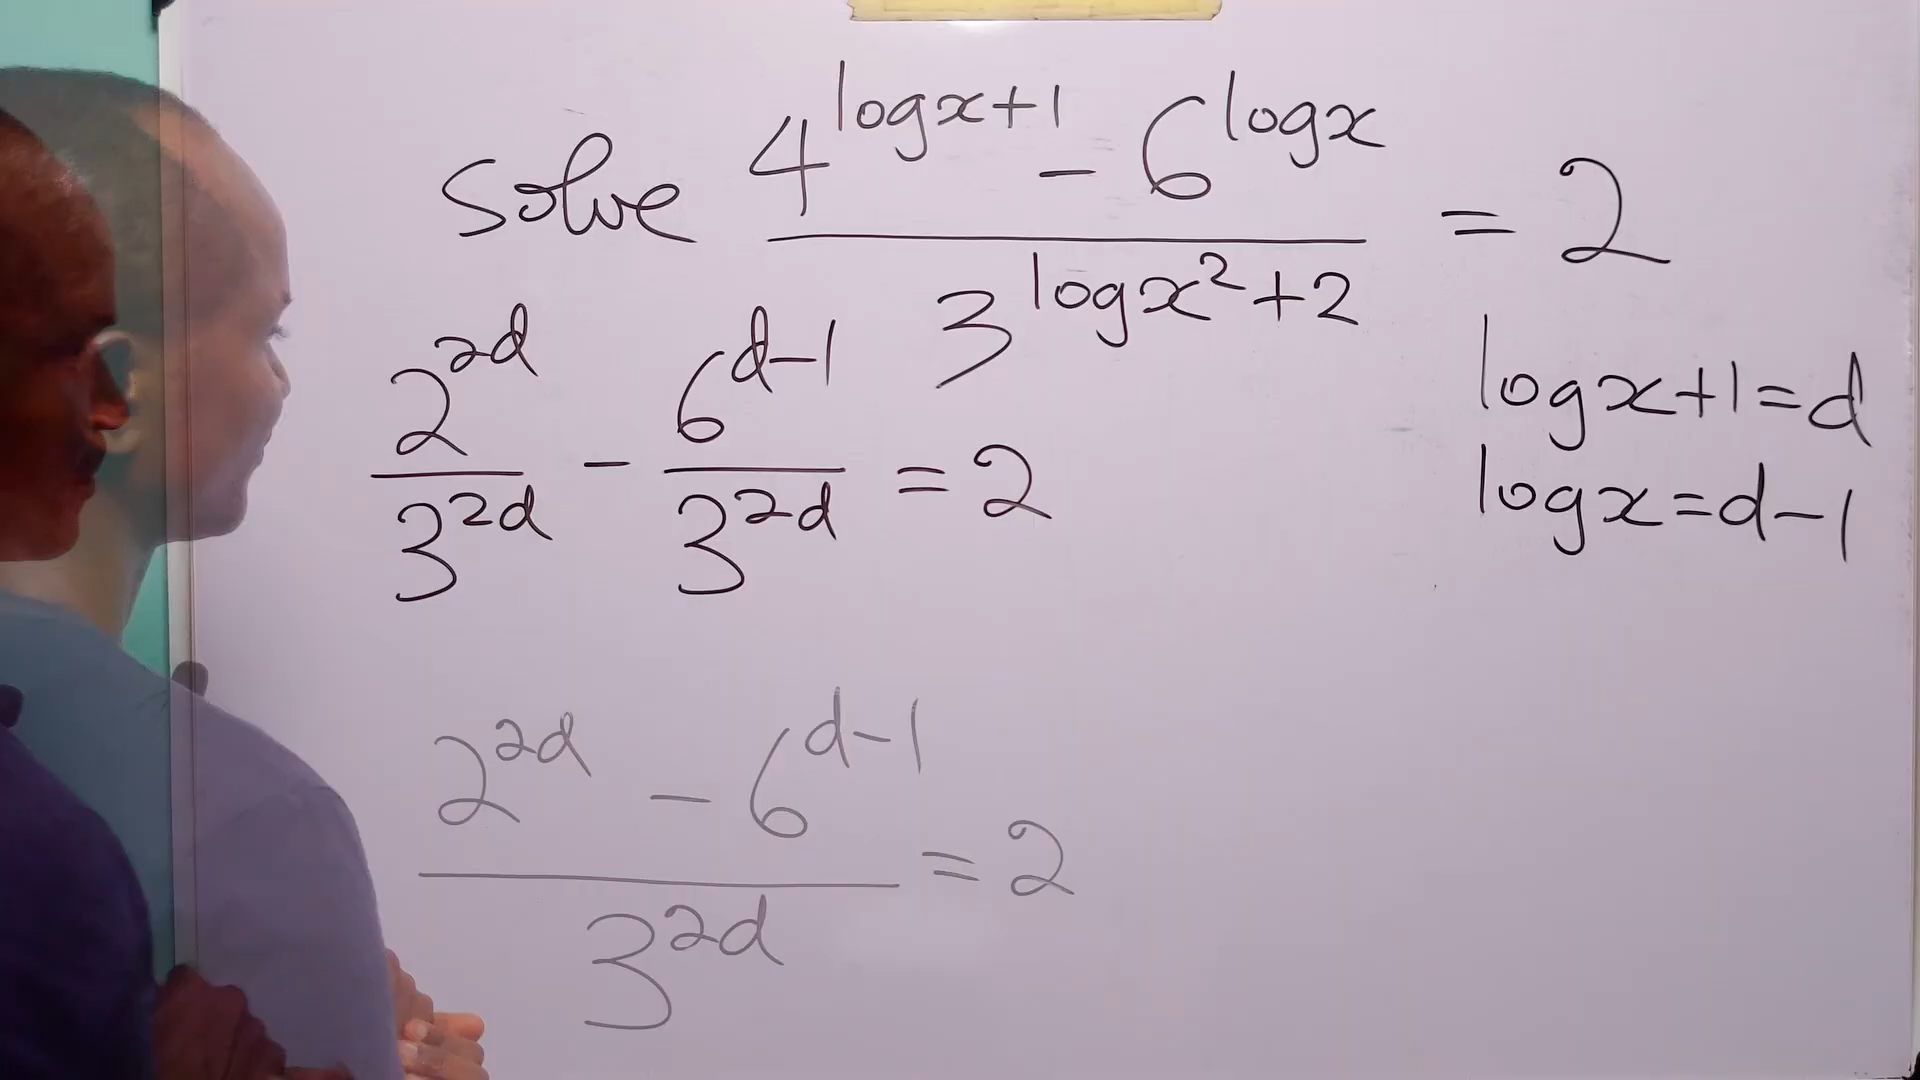 Solve 4^{log x+1} - 6^{log x} / 3^{log x^2+2} = 2
log x+1 = d
log x = d-1
2^{2d}/3^{2d} - 6^{d-1}/3^{2d} = 2
2^{2d} - 6^{d-1} / 3^{2d} = 2